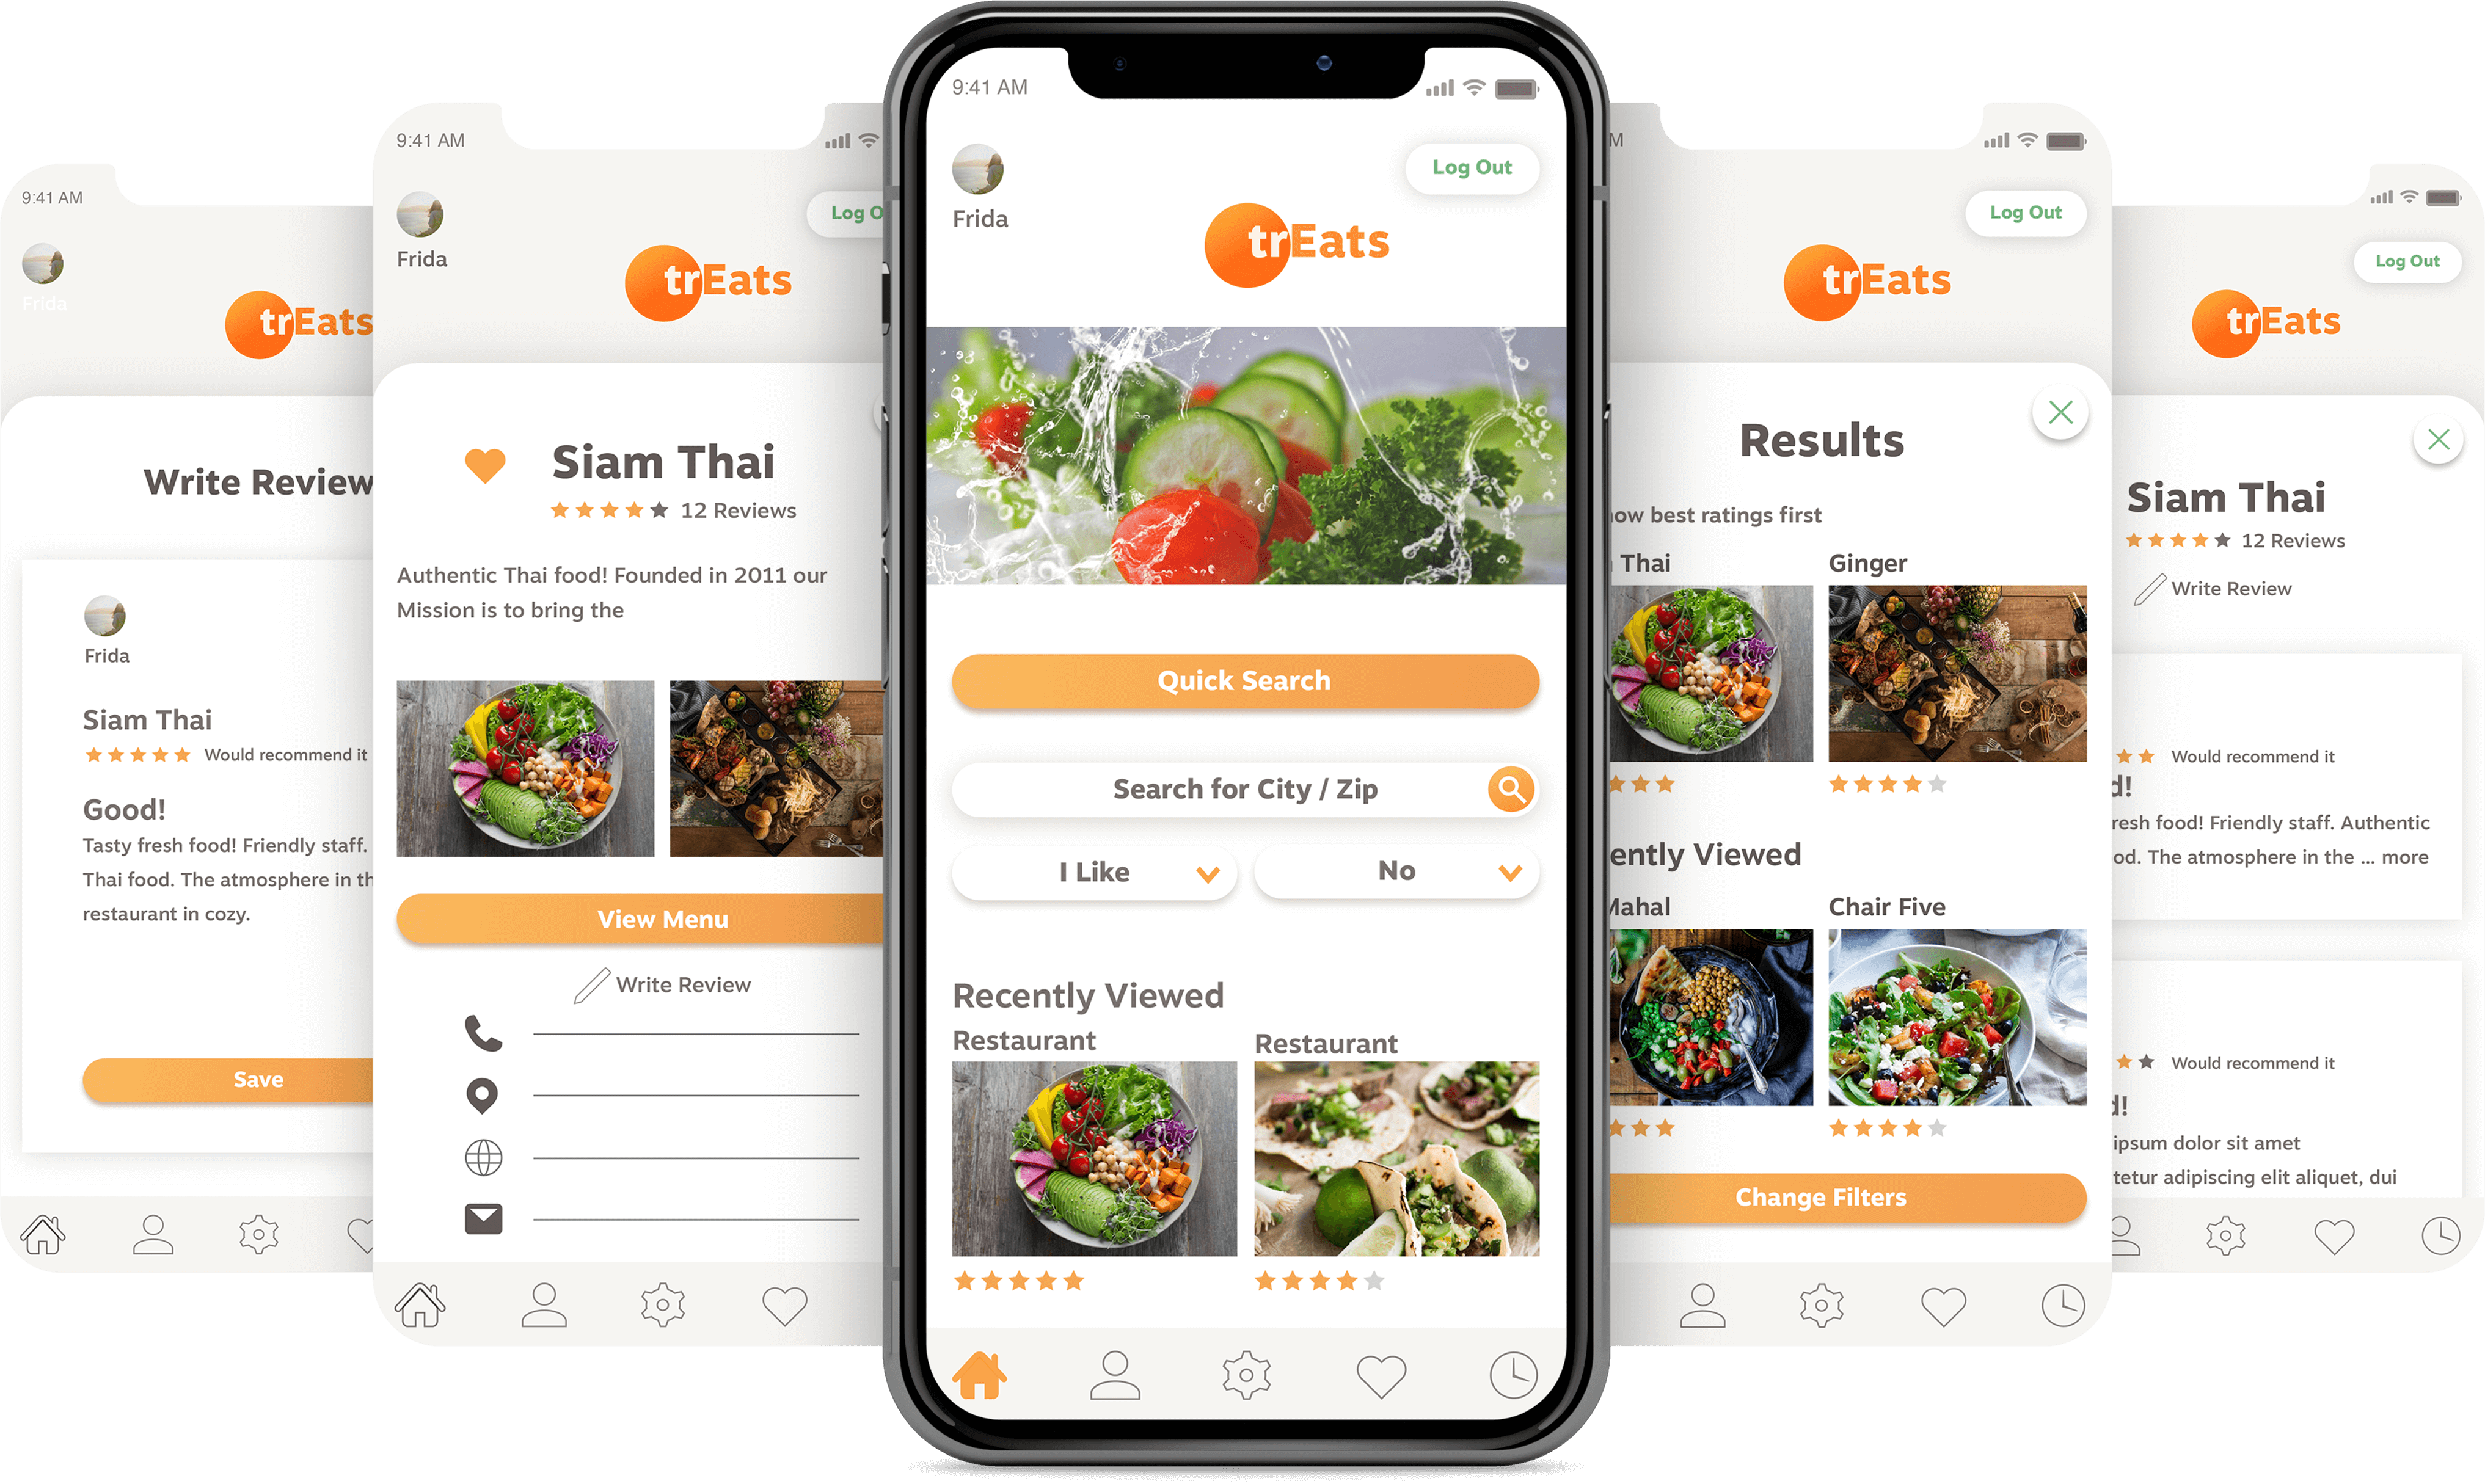 9:41 AM
Frida
trEats
Write Review
Frida
Siam Thai
Would recommend it
Good!
Tasty fresh food! Friendly staff.
Thai food. The atmosphere in th
restaurant in cozy.
Save
9:41 AM
Log O
Frida
trEats
Siam Thai
12 Reviews
Authentic Thai food! Founded in 2011 our
Mission is to bring the
View Menu
Write Review
9:41 AM
Log Out
Frida
trEats
Quick Search
Search for City / Zip
I Like
No
Recently Viewed
Restaurant
Restaurant
M
Log Out
trEats
Results
ow best ratings first
Thai
Ginger
ently Viewed
Mahal
Chair Five
Change Filters
Log Out
trEats
Siam Thai
12 Reviews
Write Review
Would recommend it
d!
resh food! Friendly staff. Authentic
od. The atmosphere in the ... more
Would recommend it
d!
ipsum dolor sit amet
tetur adipiscing elit aliquet, dui